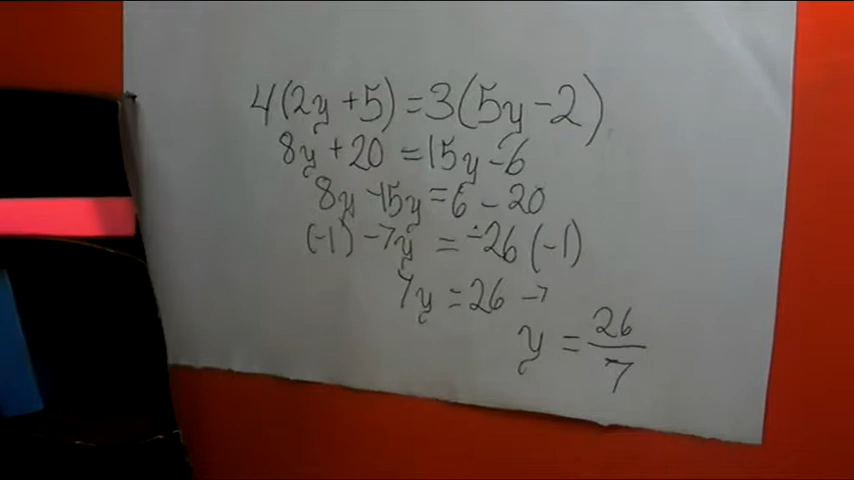 4(2y +5) =3(5y -2)
8y +20 =15y -6
8y -15y =6 - 20
(-1) -7y = -26 (-1)
7y =26 →
y = 26/7